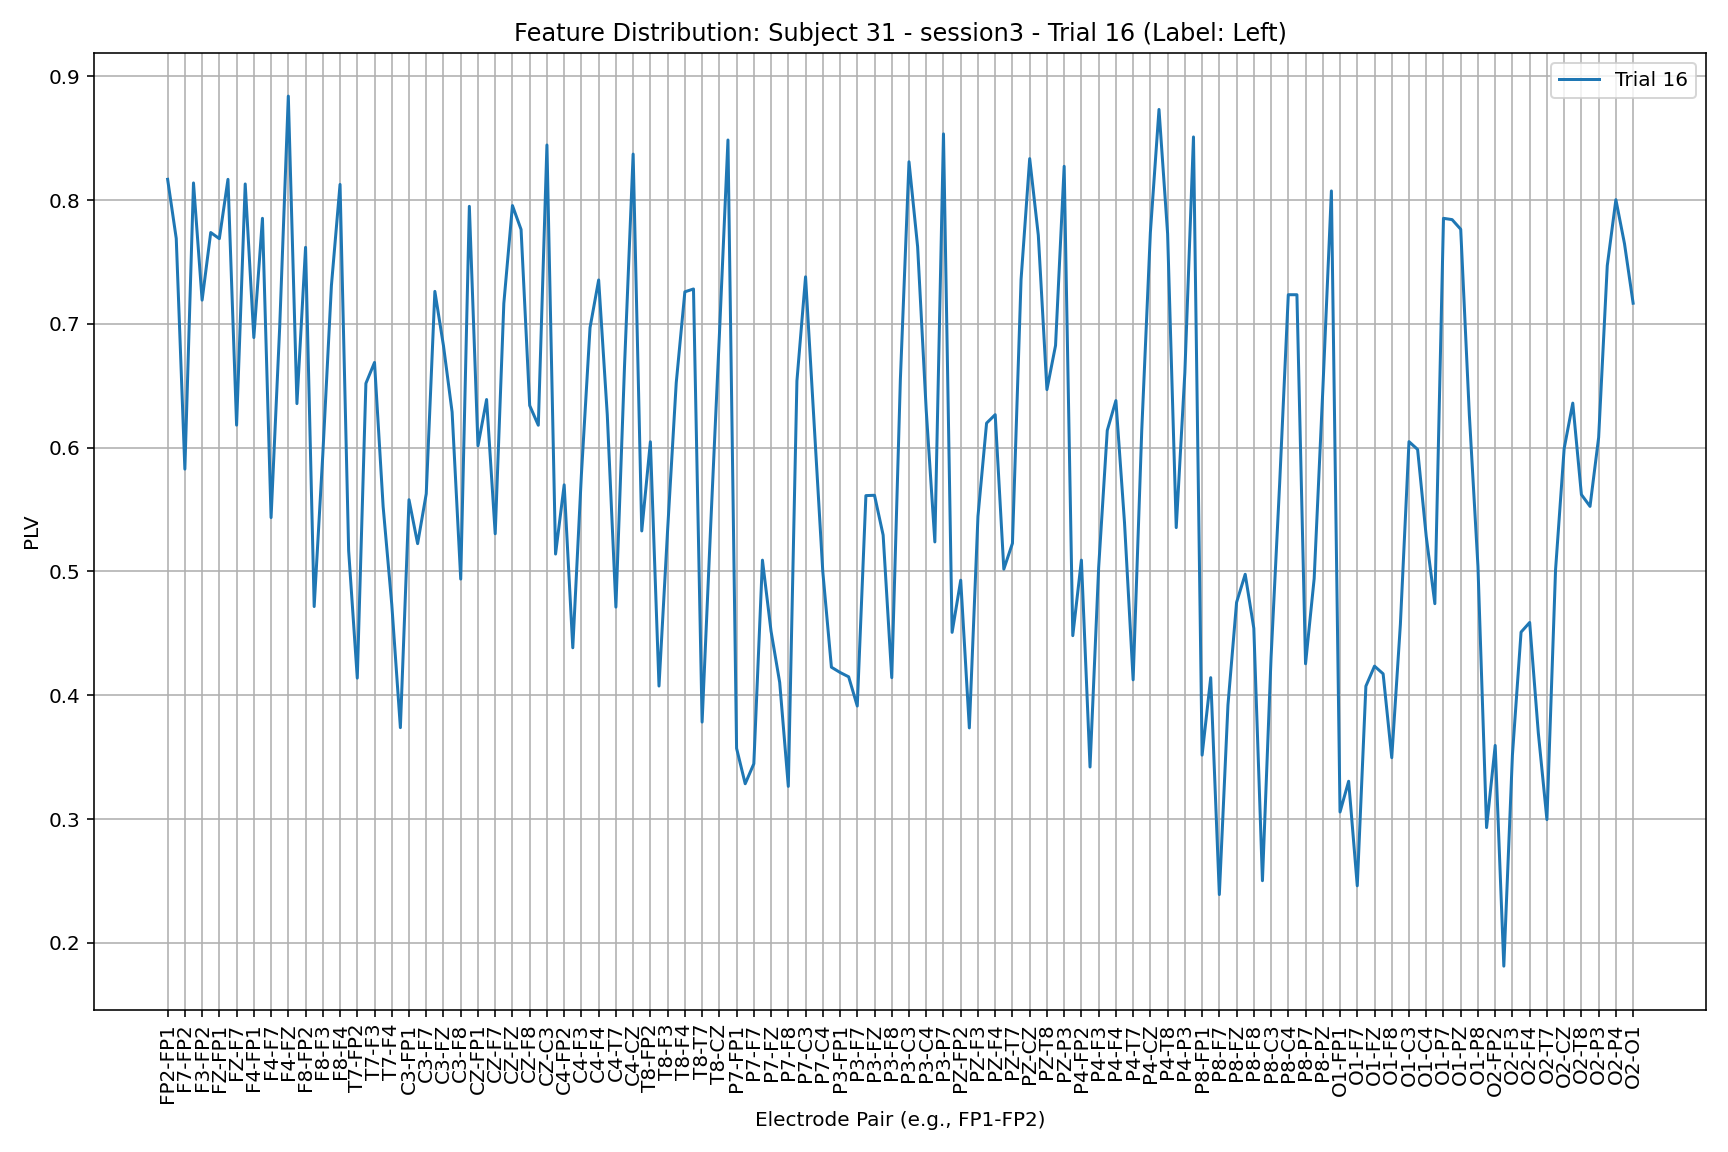 Feature Distribution: Subject 31 - session3 - Trial 16 (Label: Left)
Trial 16
PLV
0.9
0.8
0.7
0.6
0.5
0.4
0.3
0.2
FP2-FP1
F7-FP2
F3-FP2
FZ-FP1
FZ-F7
F4-FP1
F4-F7
F4-FZ
F8-FP2
F8-F3
F8-F4
T7-FP2
T7-F3
T7-F4
C3-FP1
C3-F7
C3-FZ
C3-F8
CZ-FP1
CZ-F7
CZ-FZ
CZ-F8
CZ-C3
C4-FP2
C4-F3
C4-F4
C4-T7
C4-CZ
T8-FP2
T8-F3
T8-F4
T8-T7
T8-CZ
P7-FP1
P7-F7
P7-FZ
P7-F8
P7-C3
P7-C4
P3-FP1
P3-F7
P3-FZ
P3-F8
P3-C3
P3-C4
P3-P7
PZ-FP2
PZ-F3
PZ-F4
PZ-T7
PZ-CZ
PZ-T8
PZ-P3
P4-FP2
P4-F3
P4-F4
P4-T7
P4-CZ
P4-T8
P4-P3
P8-FP1
P8-F7
P8-FZ
P8-F8
P8-C3
P8-C4
P8-P7
P8-PZ
O1-FP1
O1-F7
O1-FZ
O1-F8
O1-C3
O1-C4
O1-P7
O1-PZ
O1-P8
O2-FP2
O2-F3
O2-F4
O2-T7
O2-CZ
O2-T8
O2-P3
O2-P4
O2-O1
Electrode Pair (e.g., FP1-FP2)